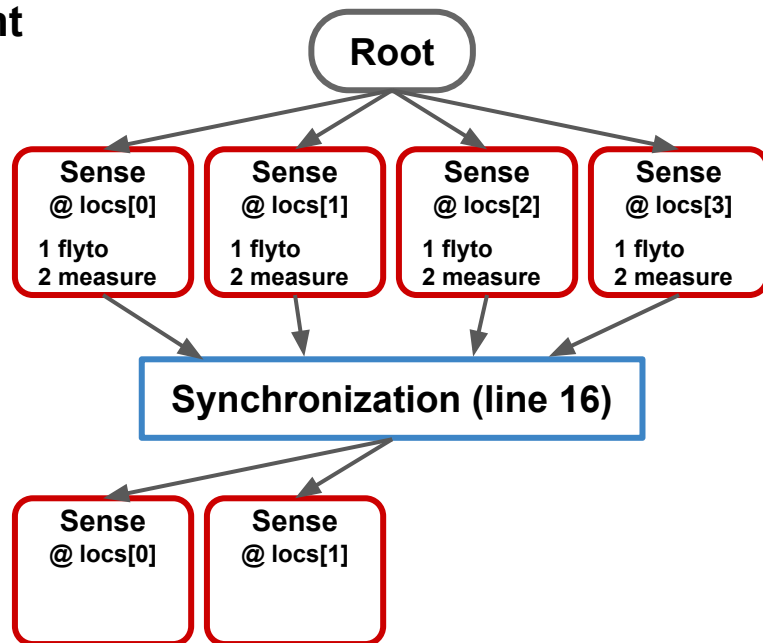 nt
Root
Sense Sense Sense Sense
@ locs[0] @ locs[1] @ locs[2] @ locs[3]
1 flyto 1 flyto 1 flyto 1 flyto
2 measure 2 measure 2 measure 2 measure
Synchronization (line 16)
Sense Sense
@ locs[0] @ locs[1]